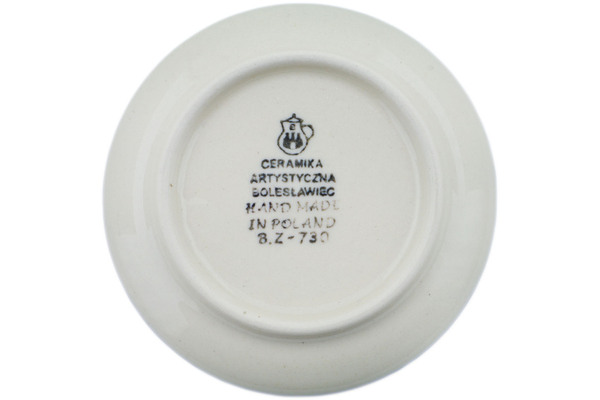 CERAMIKA
ARTYSTYCZNA
BOLESŁAWIEC
HAND MADE
IN POLAND
B.Z-730